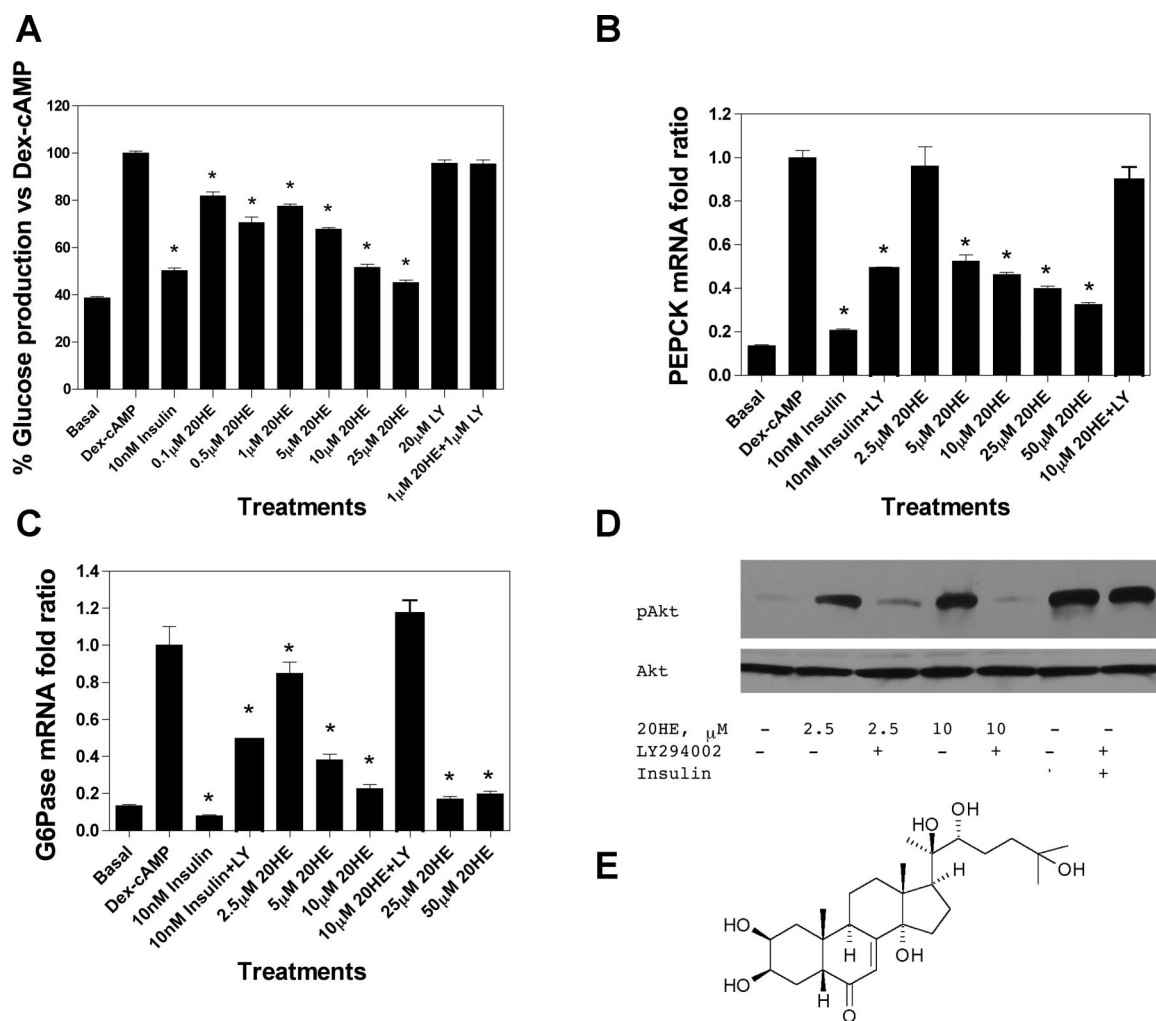 A
% Glucose production vs Dex-cAMP
120
100
80
60
40
20
0
* * * * * * *
Basal
Dex-cAMP
10nM Insulin
0.1µM 20HE
0.5µM 20HE
1µM 20HE
5µM 20HE
10µM 20HE
25µM 20HE
20µM LY
1µM 20HE+1µM LY
Treatments
B
PEPCK mRNA fold ratio
1.2
1.0
0.8
0.6
0.4
0.2
0.0
* * * * * *
Basal
Dex-cAMP
10nM Insulin
10nM Insulin+LY
2.5µM 20HE
5µM 20HE
10µM 20HE
25µM 20HE
50µM 20HE
10µM 20HE+LY
Treatments
C
G6Pase mRNA fold ratio
1.4
1.2
1.0
0.8
0.6
0.4
0.2
0.0
* * * * * * *
Basal
Dex-cAMP
10nM Insulin
10nM Insulin+LY
2.5µM 20HE
5µM 20HE
10µM 20HE
10µM 20HE+LY
25µM 20HE
50µM 20HE
Treatments
D
pAkt
Akt
20HE, µM - 2.5 2.5 10 10 - -
LY294002 - - + - + - +
Insulin ' +
E
OH
HO
OH
HO
OH
HO
H
H
H
O